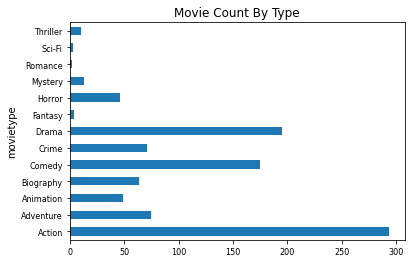 Movie Count By Type
Thriller
Sci-Fi
Romance
Mystery
Horror
Fantasy
Drama
Crime
Comedy
Biography
Animation
Adventure
Action
movietype
0 50 100 150 200 250 300